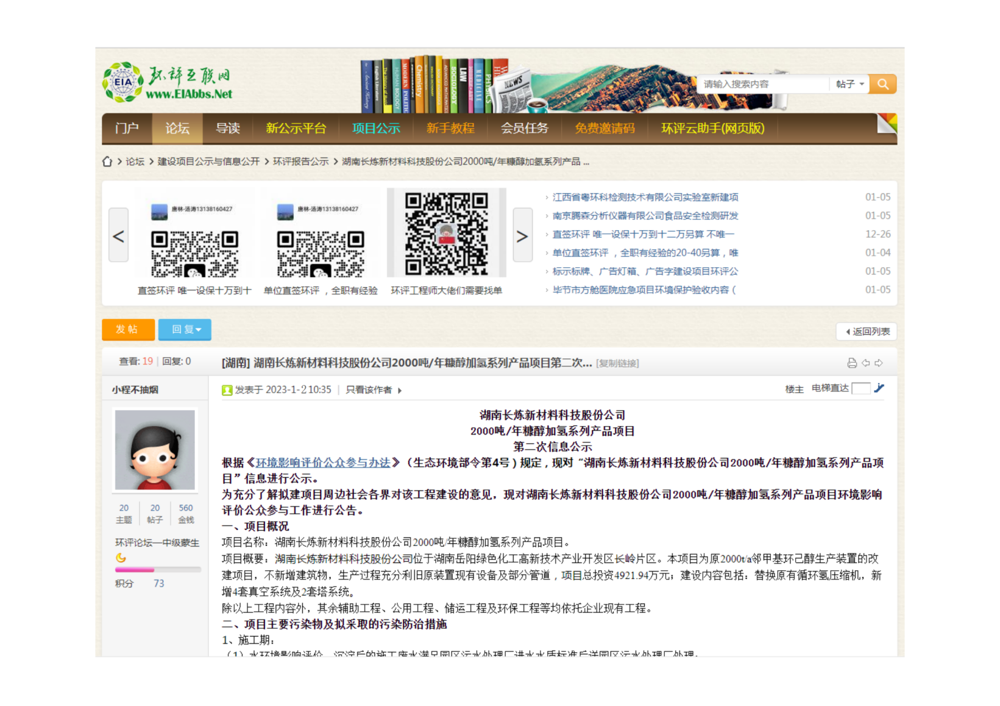 环评互联网
www.EIAbbs.Net
EIA
Ancient History
English Literature
HUMAN BIOLOGY
MODERN POLITIC
Chemistry
ADVANCED MATHEMATICS
SOCIOLOGY
LAW
MEDICINE
PHYSICS
NEWS
请输入搜索内容 帖子
门户 论坛 导读 新公示平台 项目公示 新手教程 会员任务 免费邀请码 环评云助手(网页版)
> 论坛 > 建设项目公示与信息公开 > 环评报告公示 > 湖南长炼新材料科技股份公司2000吨/年糠醇加氢系列产品 ...
唐林-汤涛13138160427
唐林-汤涛13138160427
< >
直签环评 唯一设保十万到十
单位直签环评 ，全职有经验
环评工程师大佬们需要找单
› 江西省粤环科检测技术有限公司实验室新建项 01-05
› 南京腾森分析仪器有限公司食品安全检测研发 01-05
› 直签环评 唯一设保十万到十二万另算 不唯一 12-26
› 单位直签环评 ，全职有经验的20-40另算，唯 01-04
› 标示标牌、广告灯箱、广告字建设项目环评公 01-05
› 毕节市方舱医院应急项目环境保护验收内容（ 01-05
发帖 回复 返回列表
查看: 19 | 回复: 0
[湖南] 湖南长炼新材料科技股份公司2000吨/年糠醇加氢系列产品项目第二次... [复制链接]
小程不抽烟
发表于 2023-1-2 10:35 | 只看该作者
楼主 电梯直达
20 20 560
主题 帖子 金钱
环评论坛—中级蒙生
积分 73
湖南长炼新材料科技股份公司
2000吨/年糠醇加氢系列产品项目
第二次信息公示
根据《环境影响评价公众参与办法》（生态环境部令第4号）规定，现对“湖南长炼新材料科技股份公司2000吨/年糠醇加氢系列产品项
目”信息进行公示。
为充分了解拟建项目周边社会各界对该工程建设的意见，现对湖南长炼新材料科技股份公司2000吨/年糠醇加氢系列产品项目环境影响
评价公众参与工作进行公告。
一、项目概况
项目名称：湖南长炼新材料科技股份公司2000吨/年糠醇加氢系列产品项目。
项目概要：湖南长炼新材料科技股份公司位于湖南岳阳绿色化工高新技术产业开发区长岭片区。本项目为原2000t/a邻甲基环己醇生产装置的改
建项目，不新增建筑物，生产过程充分利旧原装置现有设备及部分管道，项目总投资4921.94万元；建设内容包括：替换原有循环氢压缩机，新
增4套真空系统及2套塔系统。
除以上工程内容外，其余辅助工程、公用工程、储运工程及环保工程等均依托企业现有工程。
二、项目主要污染物及拟采取的污染防治措施
1、施工期：
（1）水环境影响评价 沉淀后的施工废水满足园区污水处理厂进水水质标准后送园区污水处理厂处理；